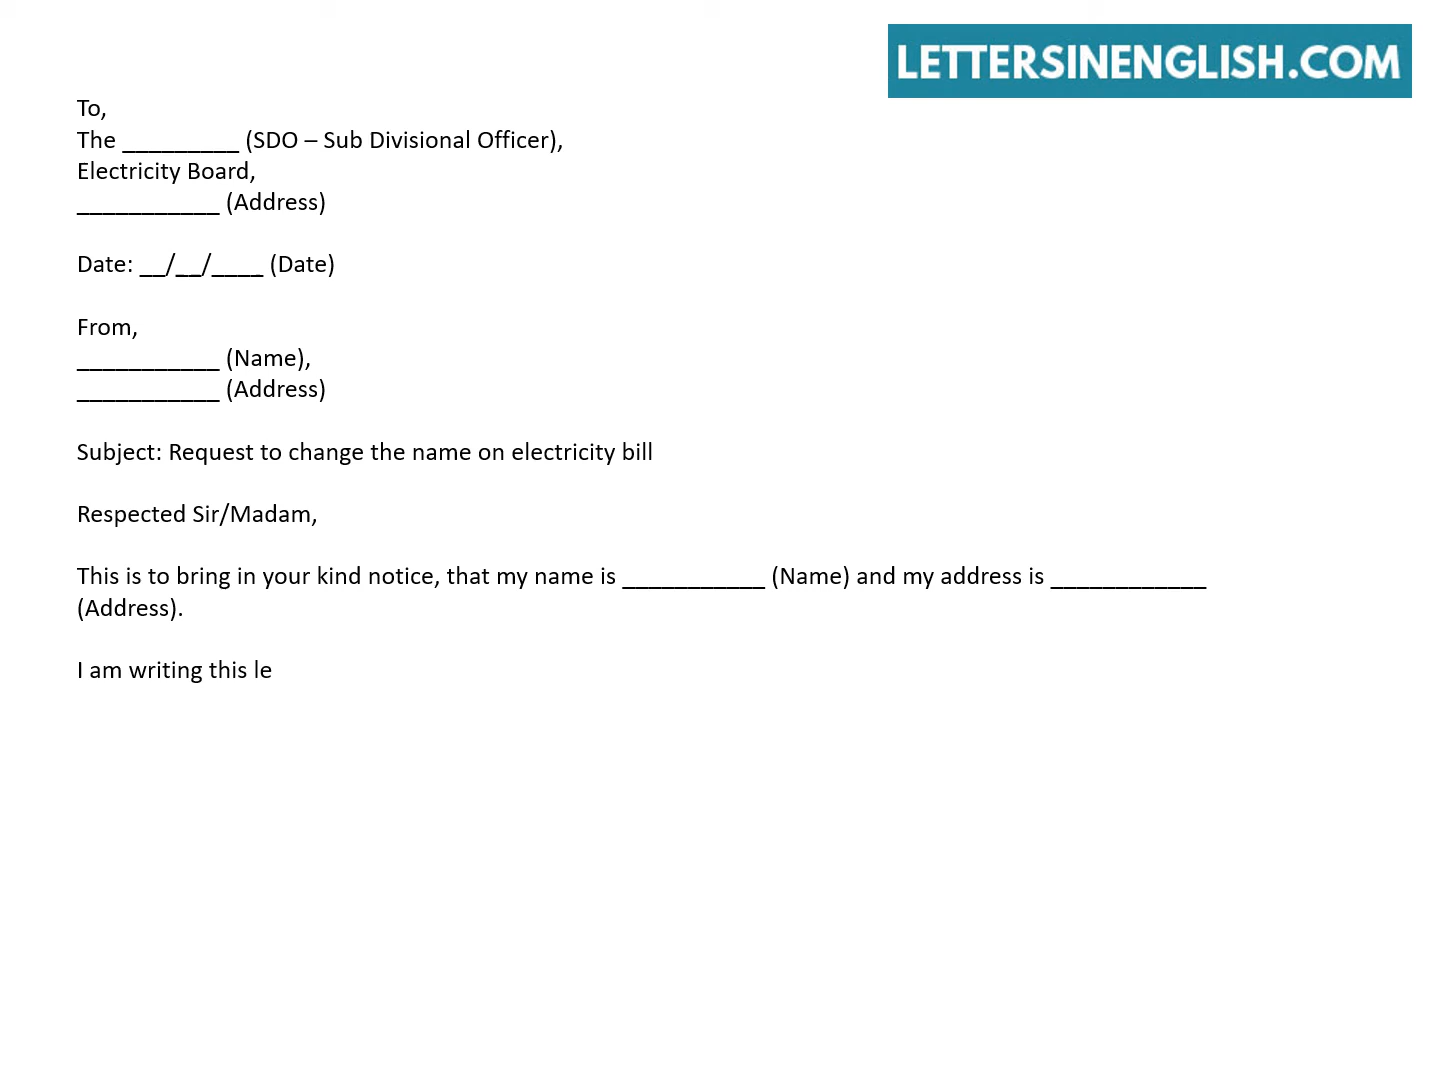 LETTERSINENGLISH.COM
To,
The _________ (SDO – Sub Divisional Officer),
Electricity Board,
___________ (Address)
Date: __/__/____ (Date)
From,
___________ (Name),
___________ (Address)
Subject: Request to change the name on electricity bill
Respected Sir/Madam,
This is to bring in your kind notice, that my name is ___________ (Name) and my address is ____________
(Address).
I am writing this le